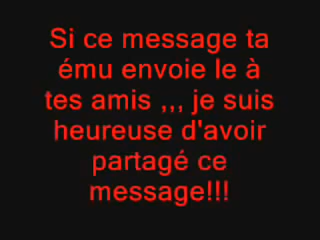 Si ce message ta
ému envoie le à
tes amis ,,, je suis
heureuse d'avoir
partagé ce
message!!!